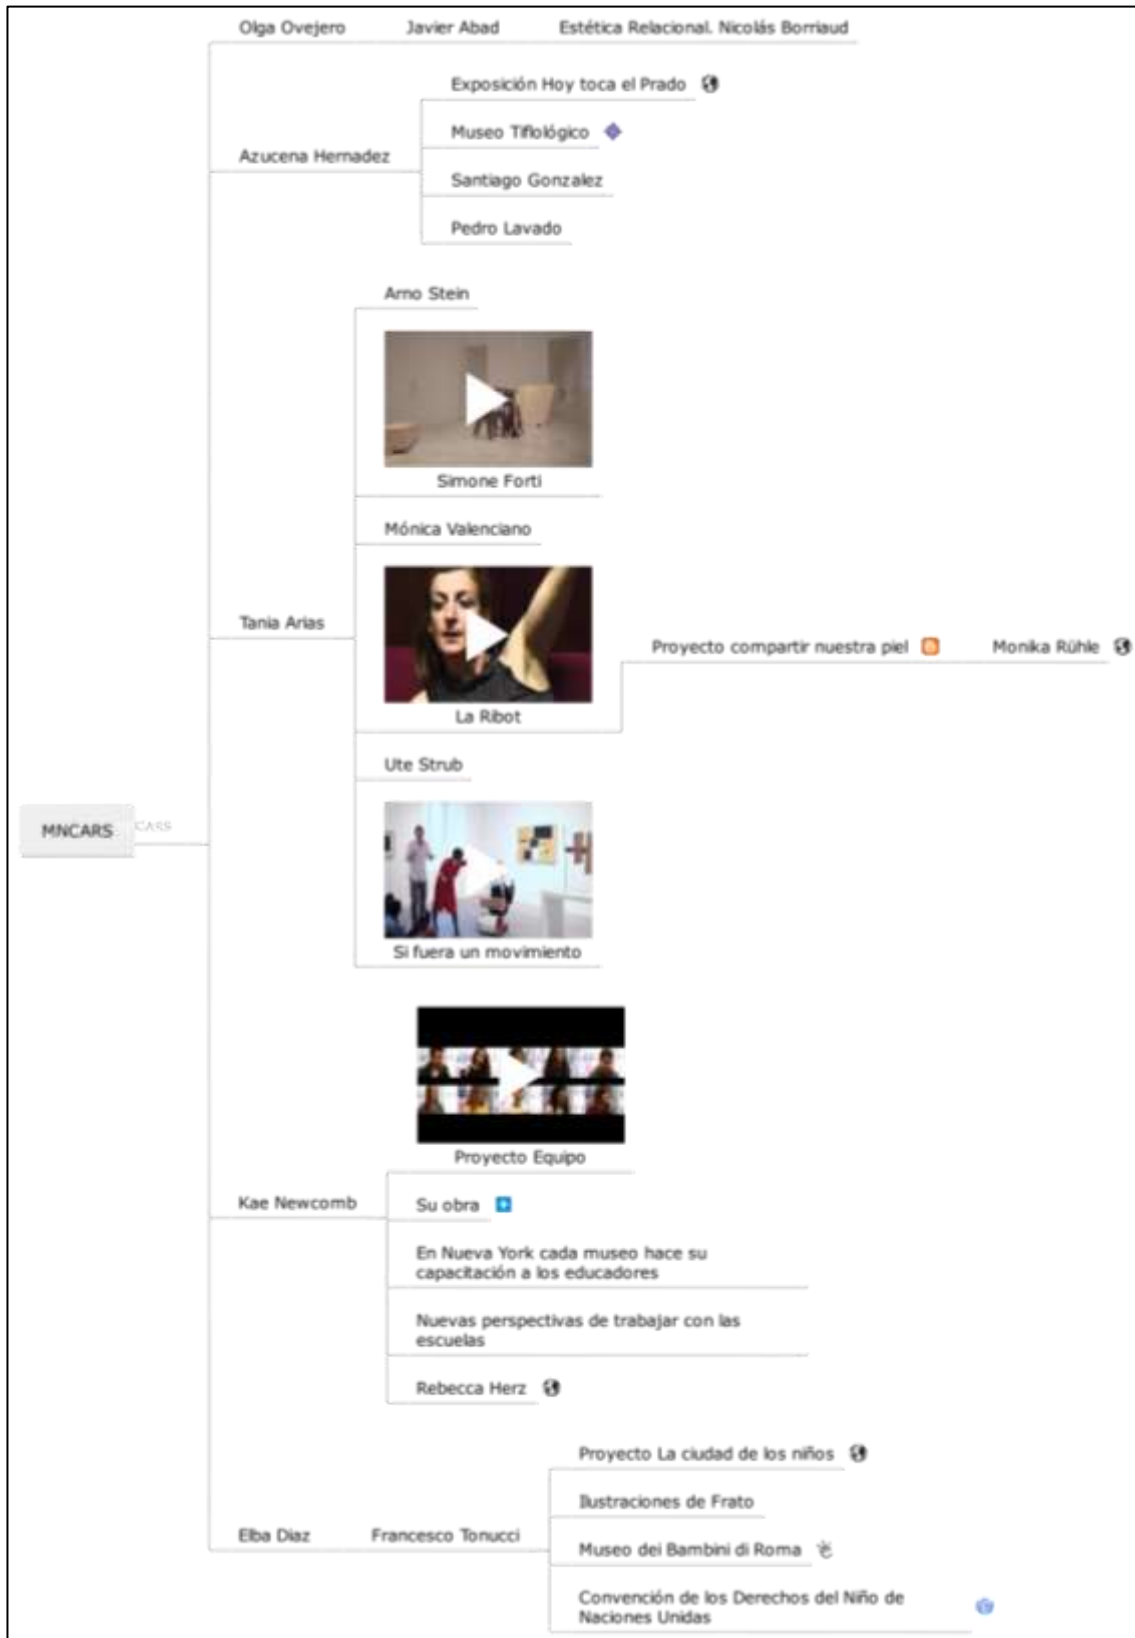 Olga Ovejero Javier Abad Estética Relacional. Nicolás Borriaud
Exposición Hoy toca el Prado
Museo Tiflológico
Azucena Hernadez
Santiago Gonzalez
Pedro Lavado
Arno Stein
Simone Forti
Mónica Valenciano
Tania Arias
Proyecto compartir nuestra piel Monika Rühle
La Ribot
Ute Strub
MNCARS CARS
Si fuera un movimiento
Proyecto Equipo
Kae Newcomb
Su obra
En Nueva York cada museo hace su
capacitación a los educadores
Nuevas perspectivas de trabajar con las
escuelas
Rebecca Herz
Proyecto La ciudad de los niños
Ilustraciones de Frato
Elba Diaz Francesco Tonucci
Museo dei Bambini di Roma
Convención de los Derechos del Niño de
Naciones Unidas